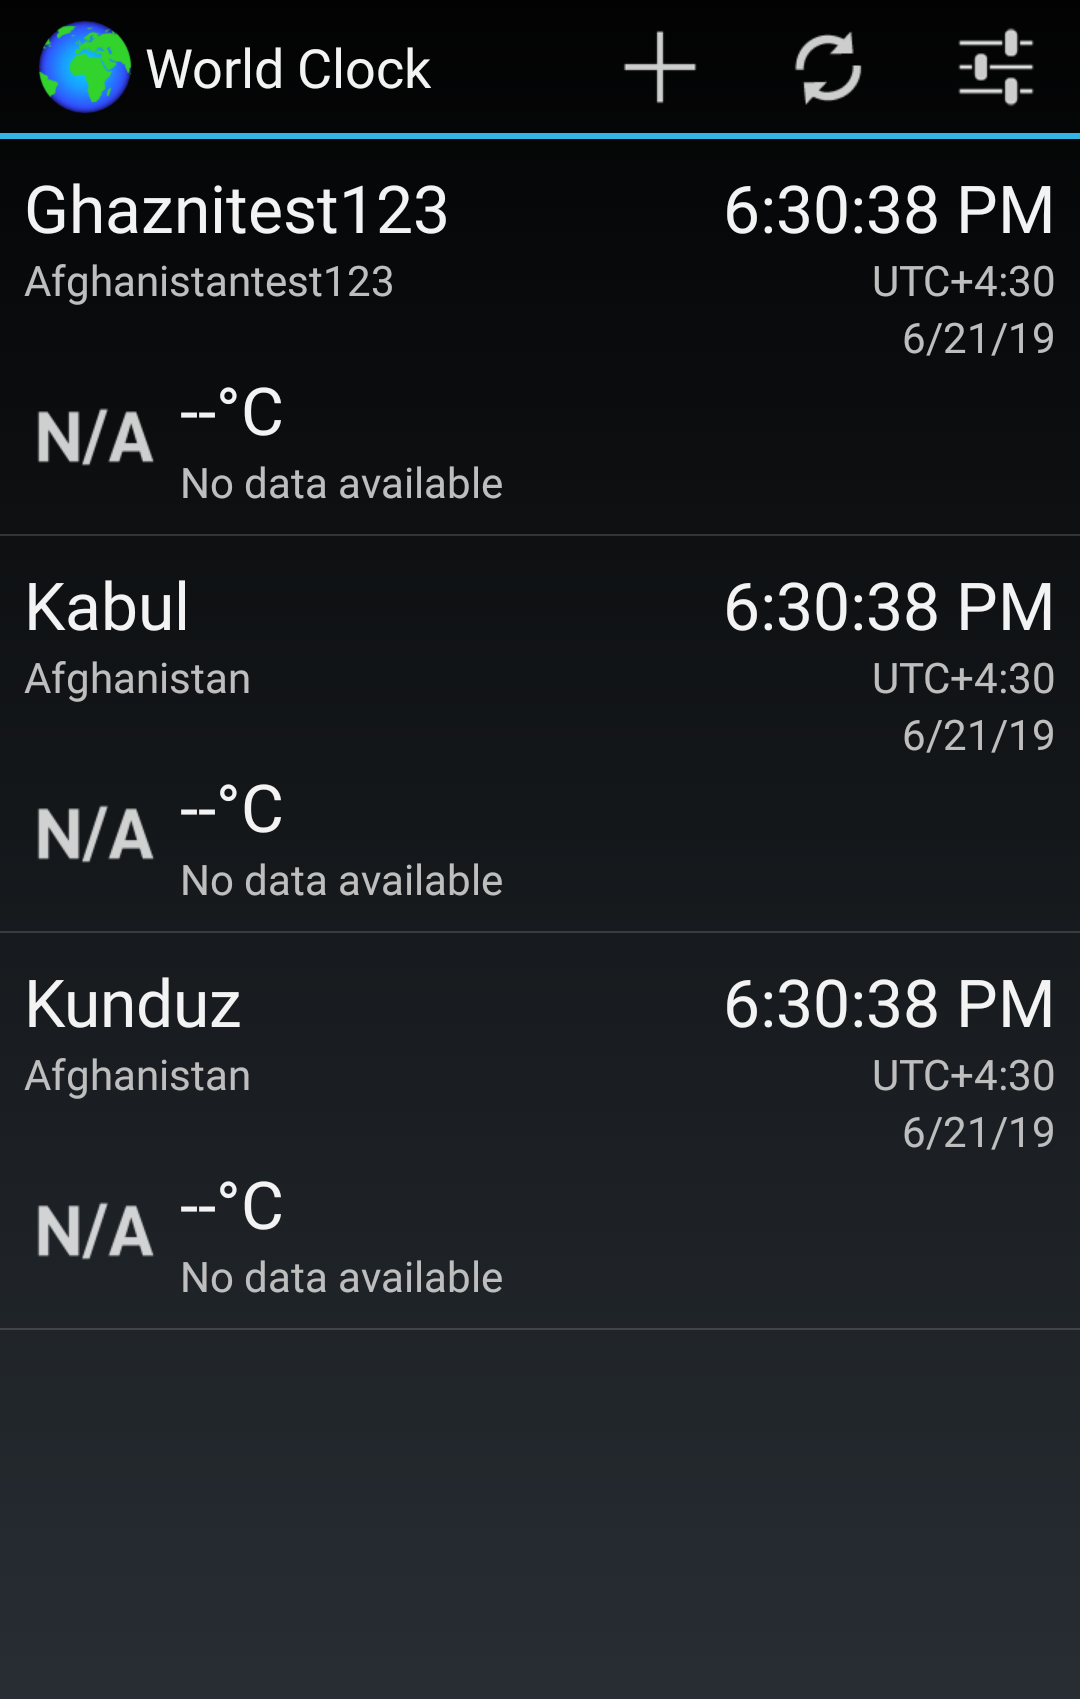 World Clock
Ghaznitest123 6:30:38 PM
Afghanistantest123 UTC+4:30
6/21/19
N/A --°C
No data available
Kabul 6:30:38 PM
Afghanistan UTC+4:30
6/21/19
N/A --°C
No data available
Kunduz 6:30:38 PM
Afghanistan UTC+4:30
6/21/19
N/A --°C
No data available